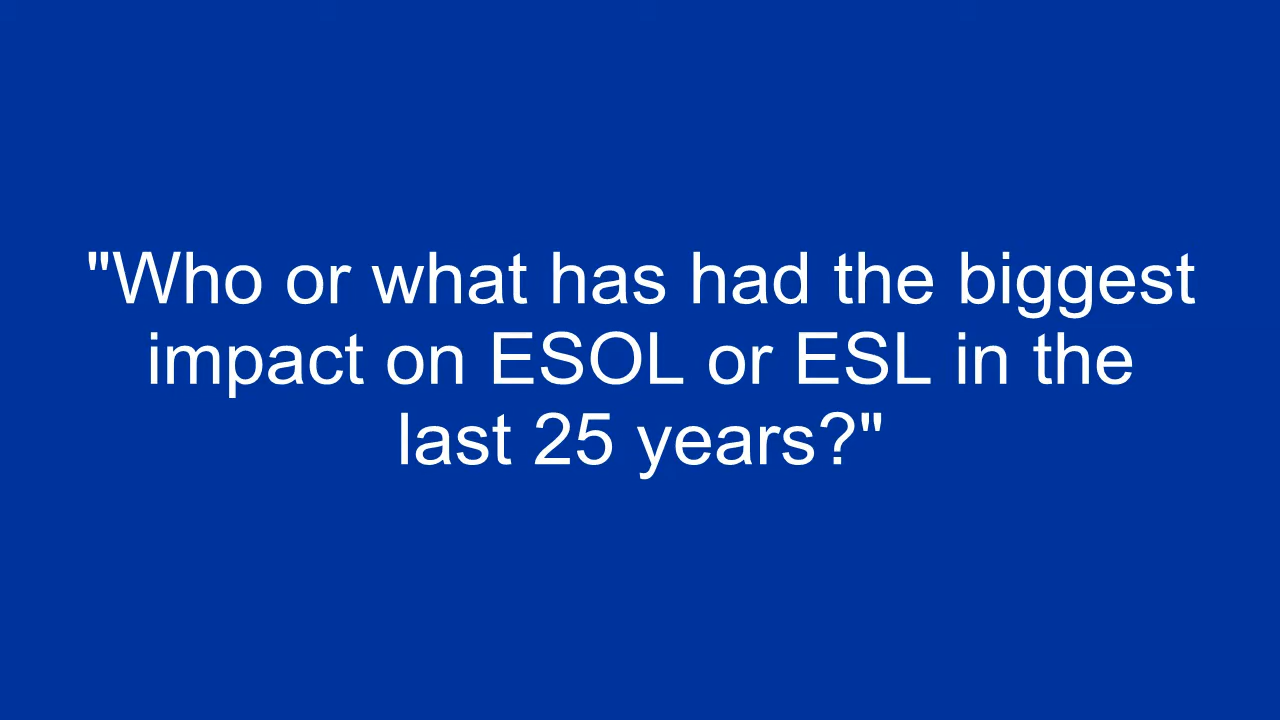 "Who or what has had the biggest
impact on ESOL or ESL in the
last 25 years?"